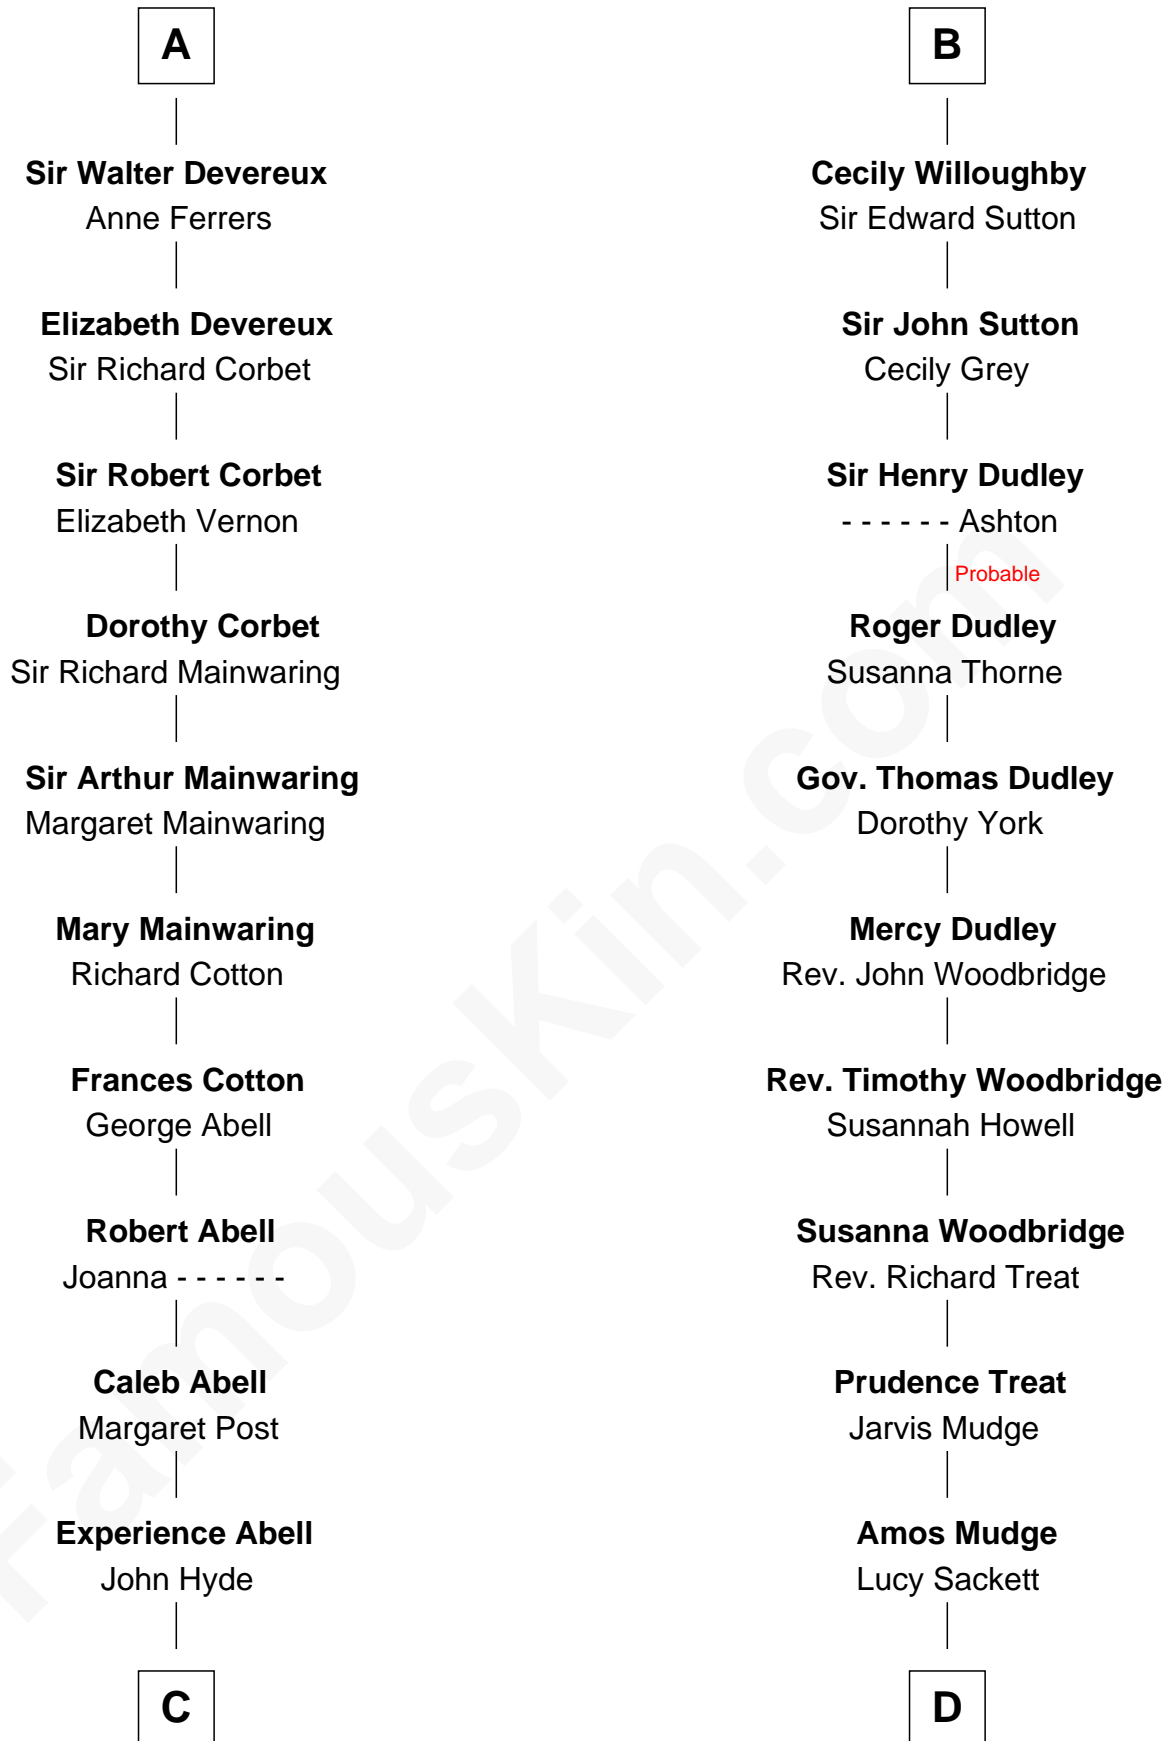 A
Sir Walter Devereux
Anne Ferrers
Elizabeth Devereux
Sir Richard Corbet
Sir Robert Corbet
Elizabeth Vernon
Dorothy Corbet
Sir Richard Mainwaring
Sir Arthur Mainwaring
Margaret Mainwaring
Mary Mainwaring
Richard Cotton
Frances Cotton
George Abell
Robert Abell
Joanna - - - - - -
Caleb Abell
Margaret Post
Experience Abell
John Hyde
C
B
Cecily Willoughby
Sir Edward Sutton
Sir John Sutton
Cecily Grey
Sir Henry Dudley
- - - - - - Ashton
Probable
Roger Dudley
Susanna Thorne
Gov. Thomas Dudley
Dorothy York
Mercy Dudley
Rev. John Woodbridge
Rev. Timothy Woodbridge
Susannah Howell
Susanna Woodbridge
Rev. Richard Treat
Prudence Treat
Jarvis Mudge
Amos Mudge
Lucy Sackett
D
FamousKin.com